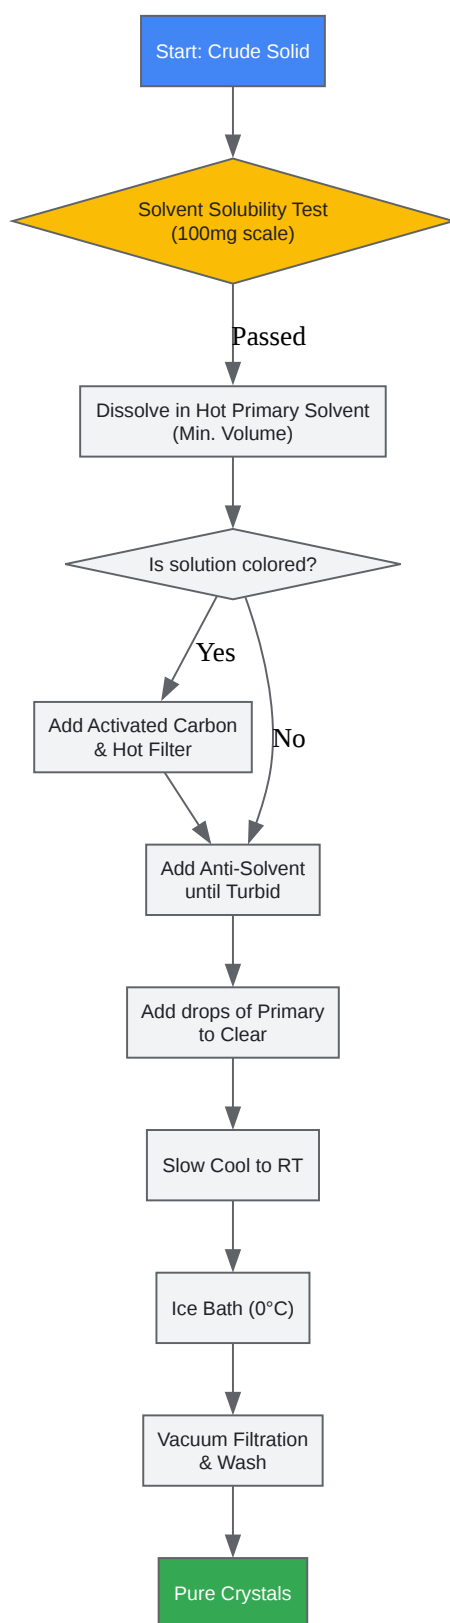 Start: Crude Solid
Solvent Solubility Test
(100mg scale)
Passed
Dissolve in Hot Primary Solvent
(Min. Volume)
Is solution colored?
Yes
Add Activated Carbon
& Hot Filter
No
Add Anti-Solvent
until Turbid
Add drops of Primary
to Clear
Slow Cool to RT
Ice Bath (0°C)
Vacuum Filtration
& Wash
Pure Crystals